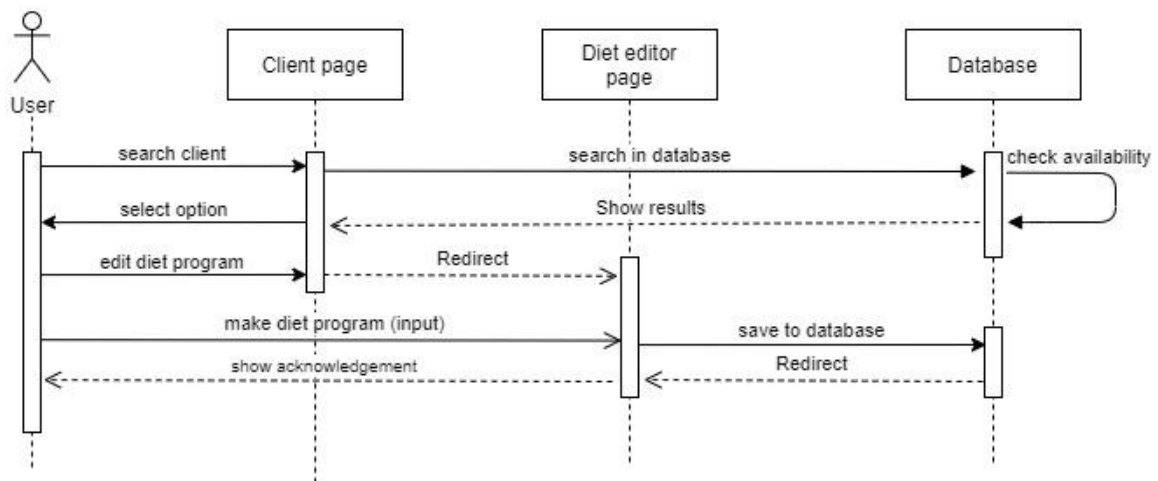 User
Client page
Diet editor
page
Database
search client
search in database
check availability
select option
Show results
edit diet program
Redirect
make diet program (input)
save to database
show acknowledgement
Redirect